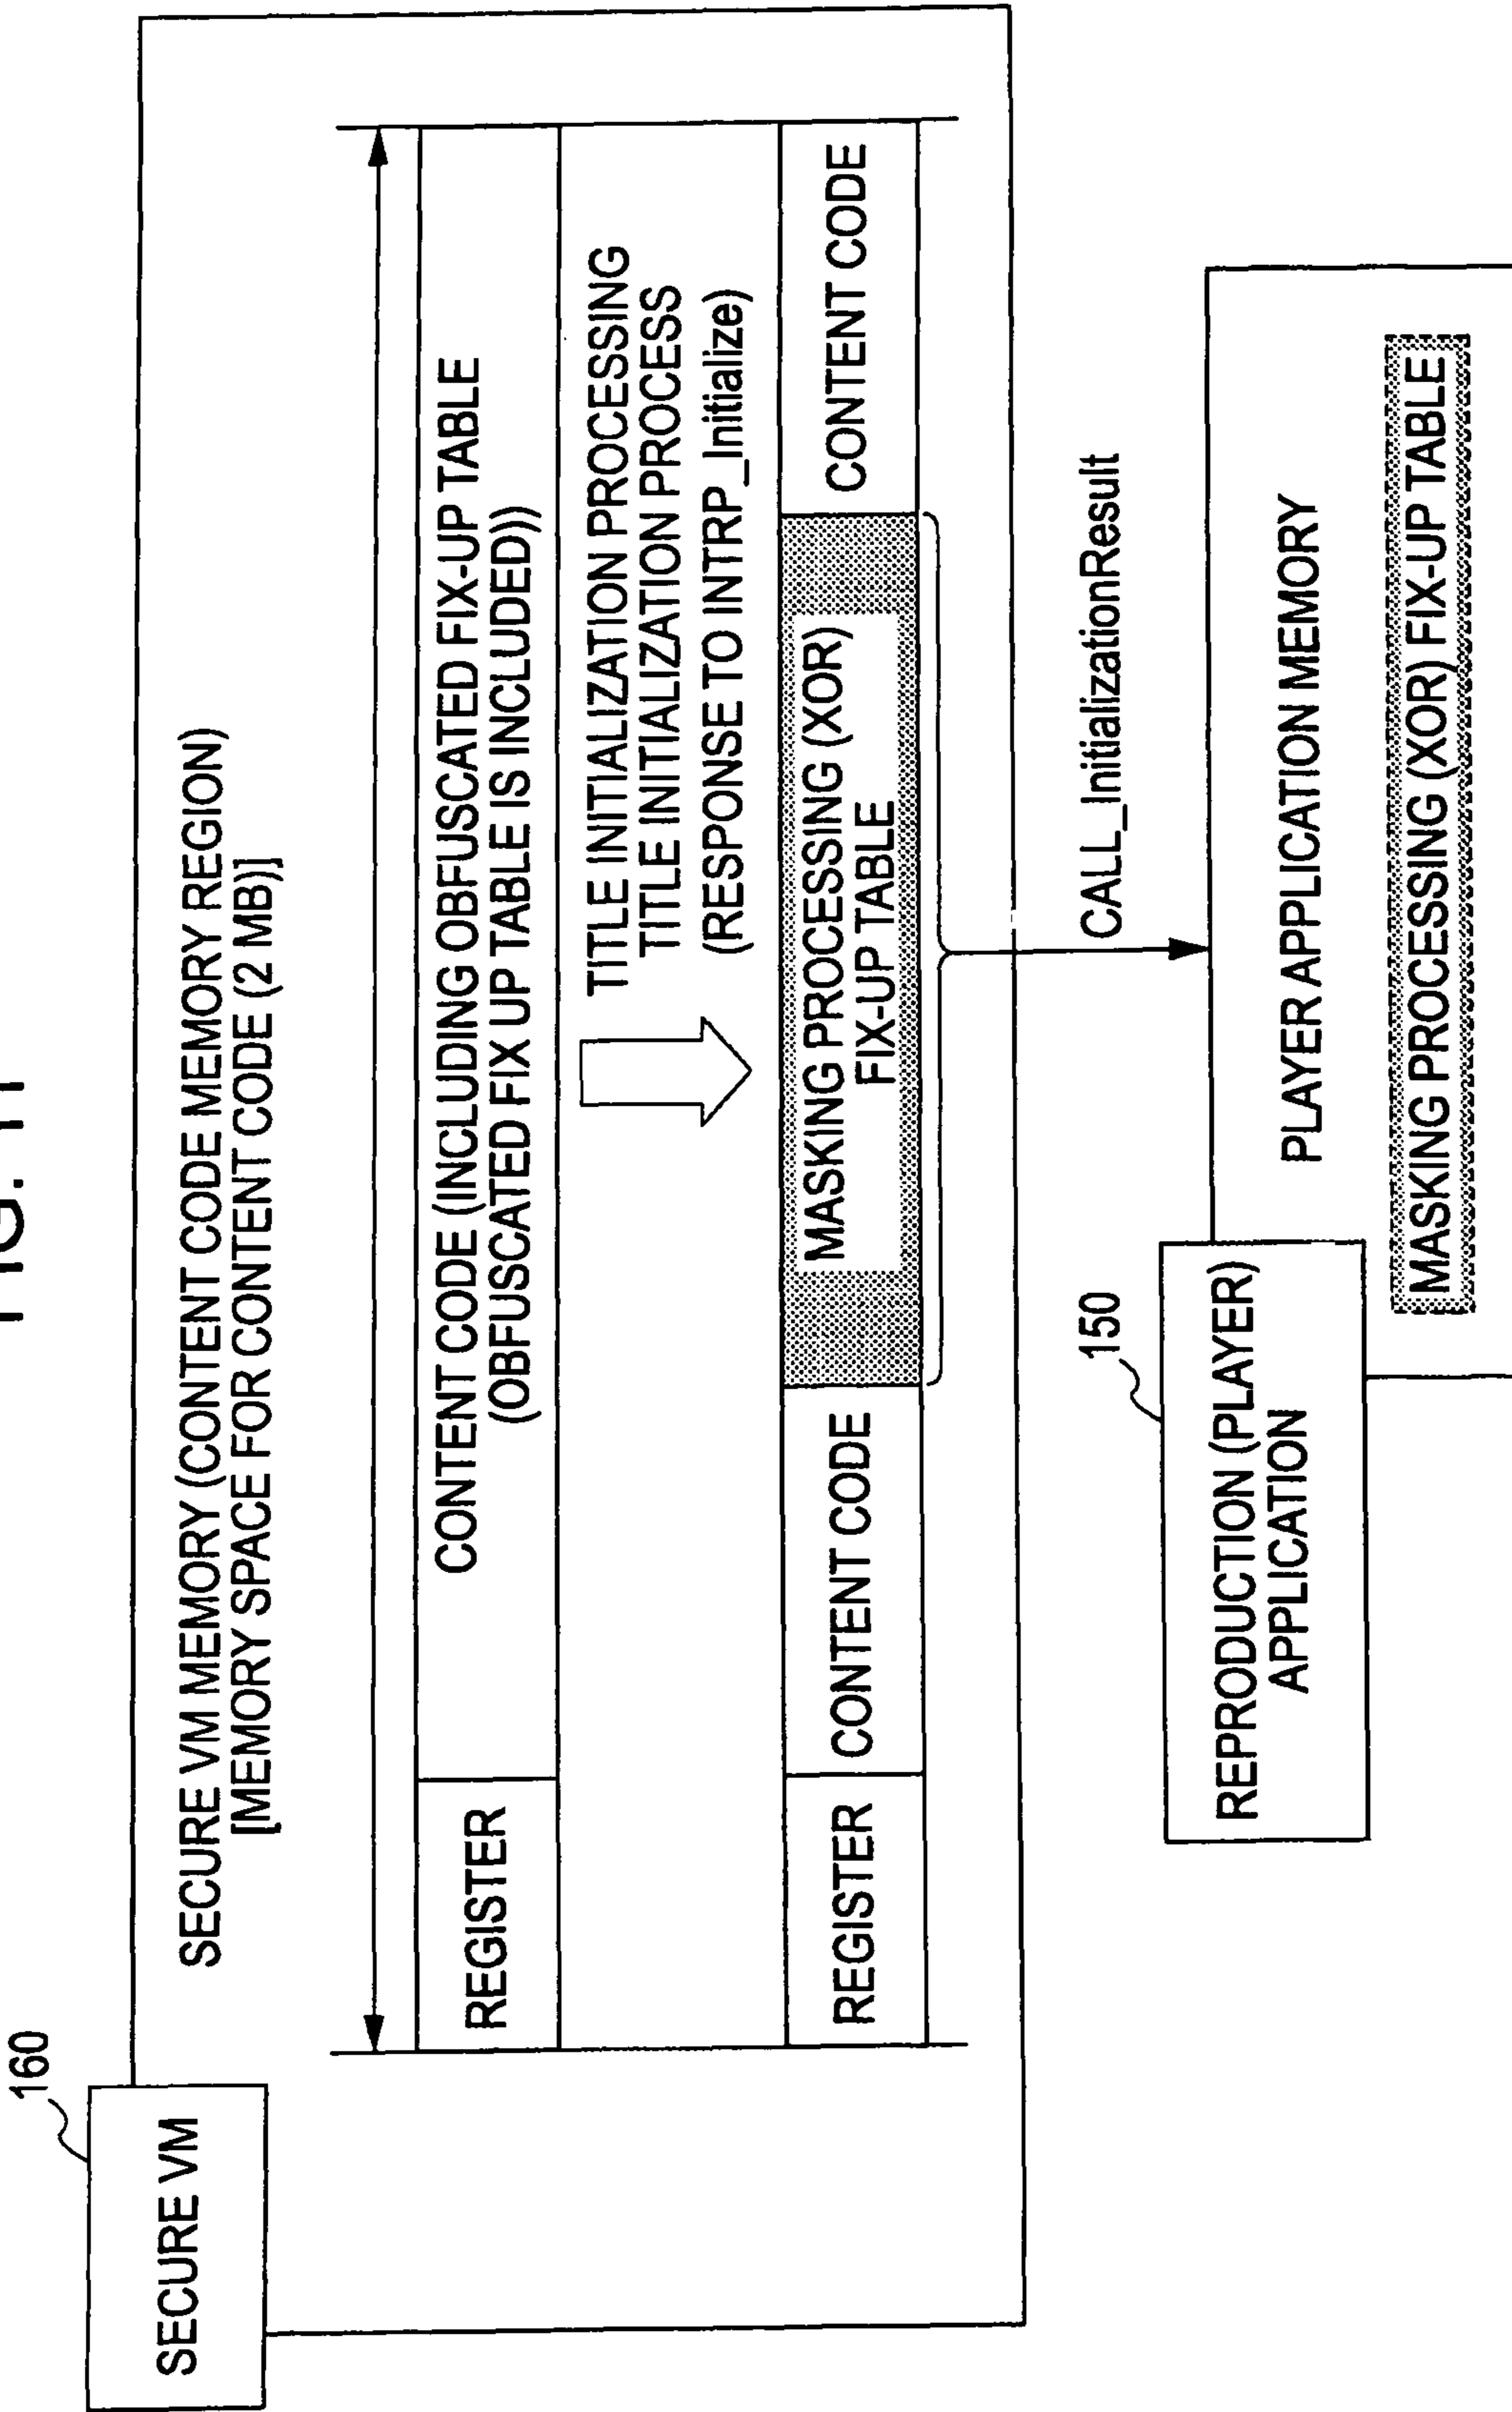 FIG. 11
160
SECURE VM
SECURE VM MEMORY (CONTENT CODE MEMORY REGION)
[MEMORY SPACE FOR CONTENT CODE (2 MB)]
REGISTER
CONTENT CODE (INCLUDING OBFUSCATED FIX-UP TABLE
(OBFUSCATED FIX UP TABLE IS INCLUDED))
TITLE INITIALIZATION PROCESSING
TITLE INITIALIZATION PROCESS
(RESPONSE TO INTRP_Initialize)
REGISTER
CONTENT CODE
MASKING PROCESSING (XOR)
FIX-UP TABLE
CONTENT CODE
CALL_InitializationResult
150
REPRODUCTION (PLAYER)
APPLICATION
PLAYER APPLICATION MEMORY
MASKING PROCESSING (XOR) FIX-UP TABLE